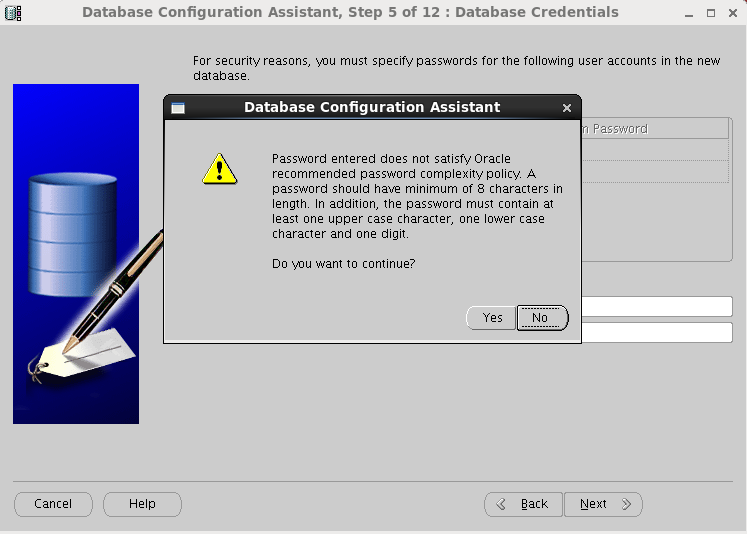 Database Configuration Assistant, Step 5 of 12 : Database Credentials
For security reasons, you must specify passwords for the following user accounts in the new
database.
Database Configuration Assistant
Password
Password entered does not satisfy Oracle
recommended password complexity policy. A
password should have minimum of 8 characters in
length. In addition, the password must contain at
least one upper case character, one lower case
character and one digit.
Do you want to continue?
Yes
No
Cancel
Help
Back
Next